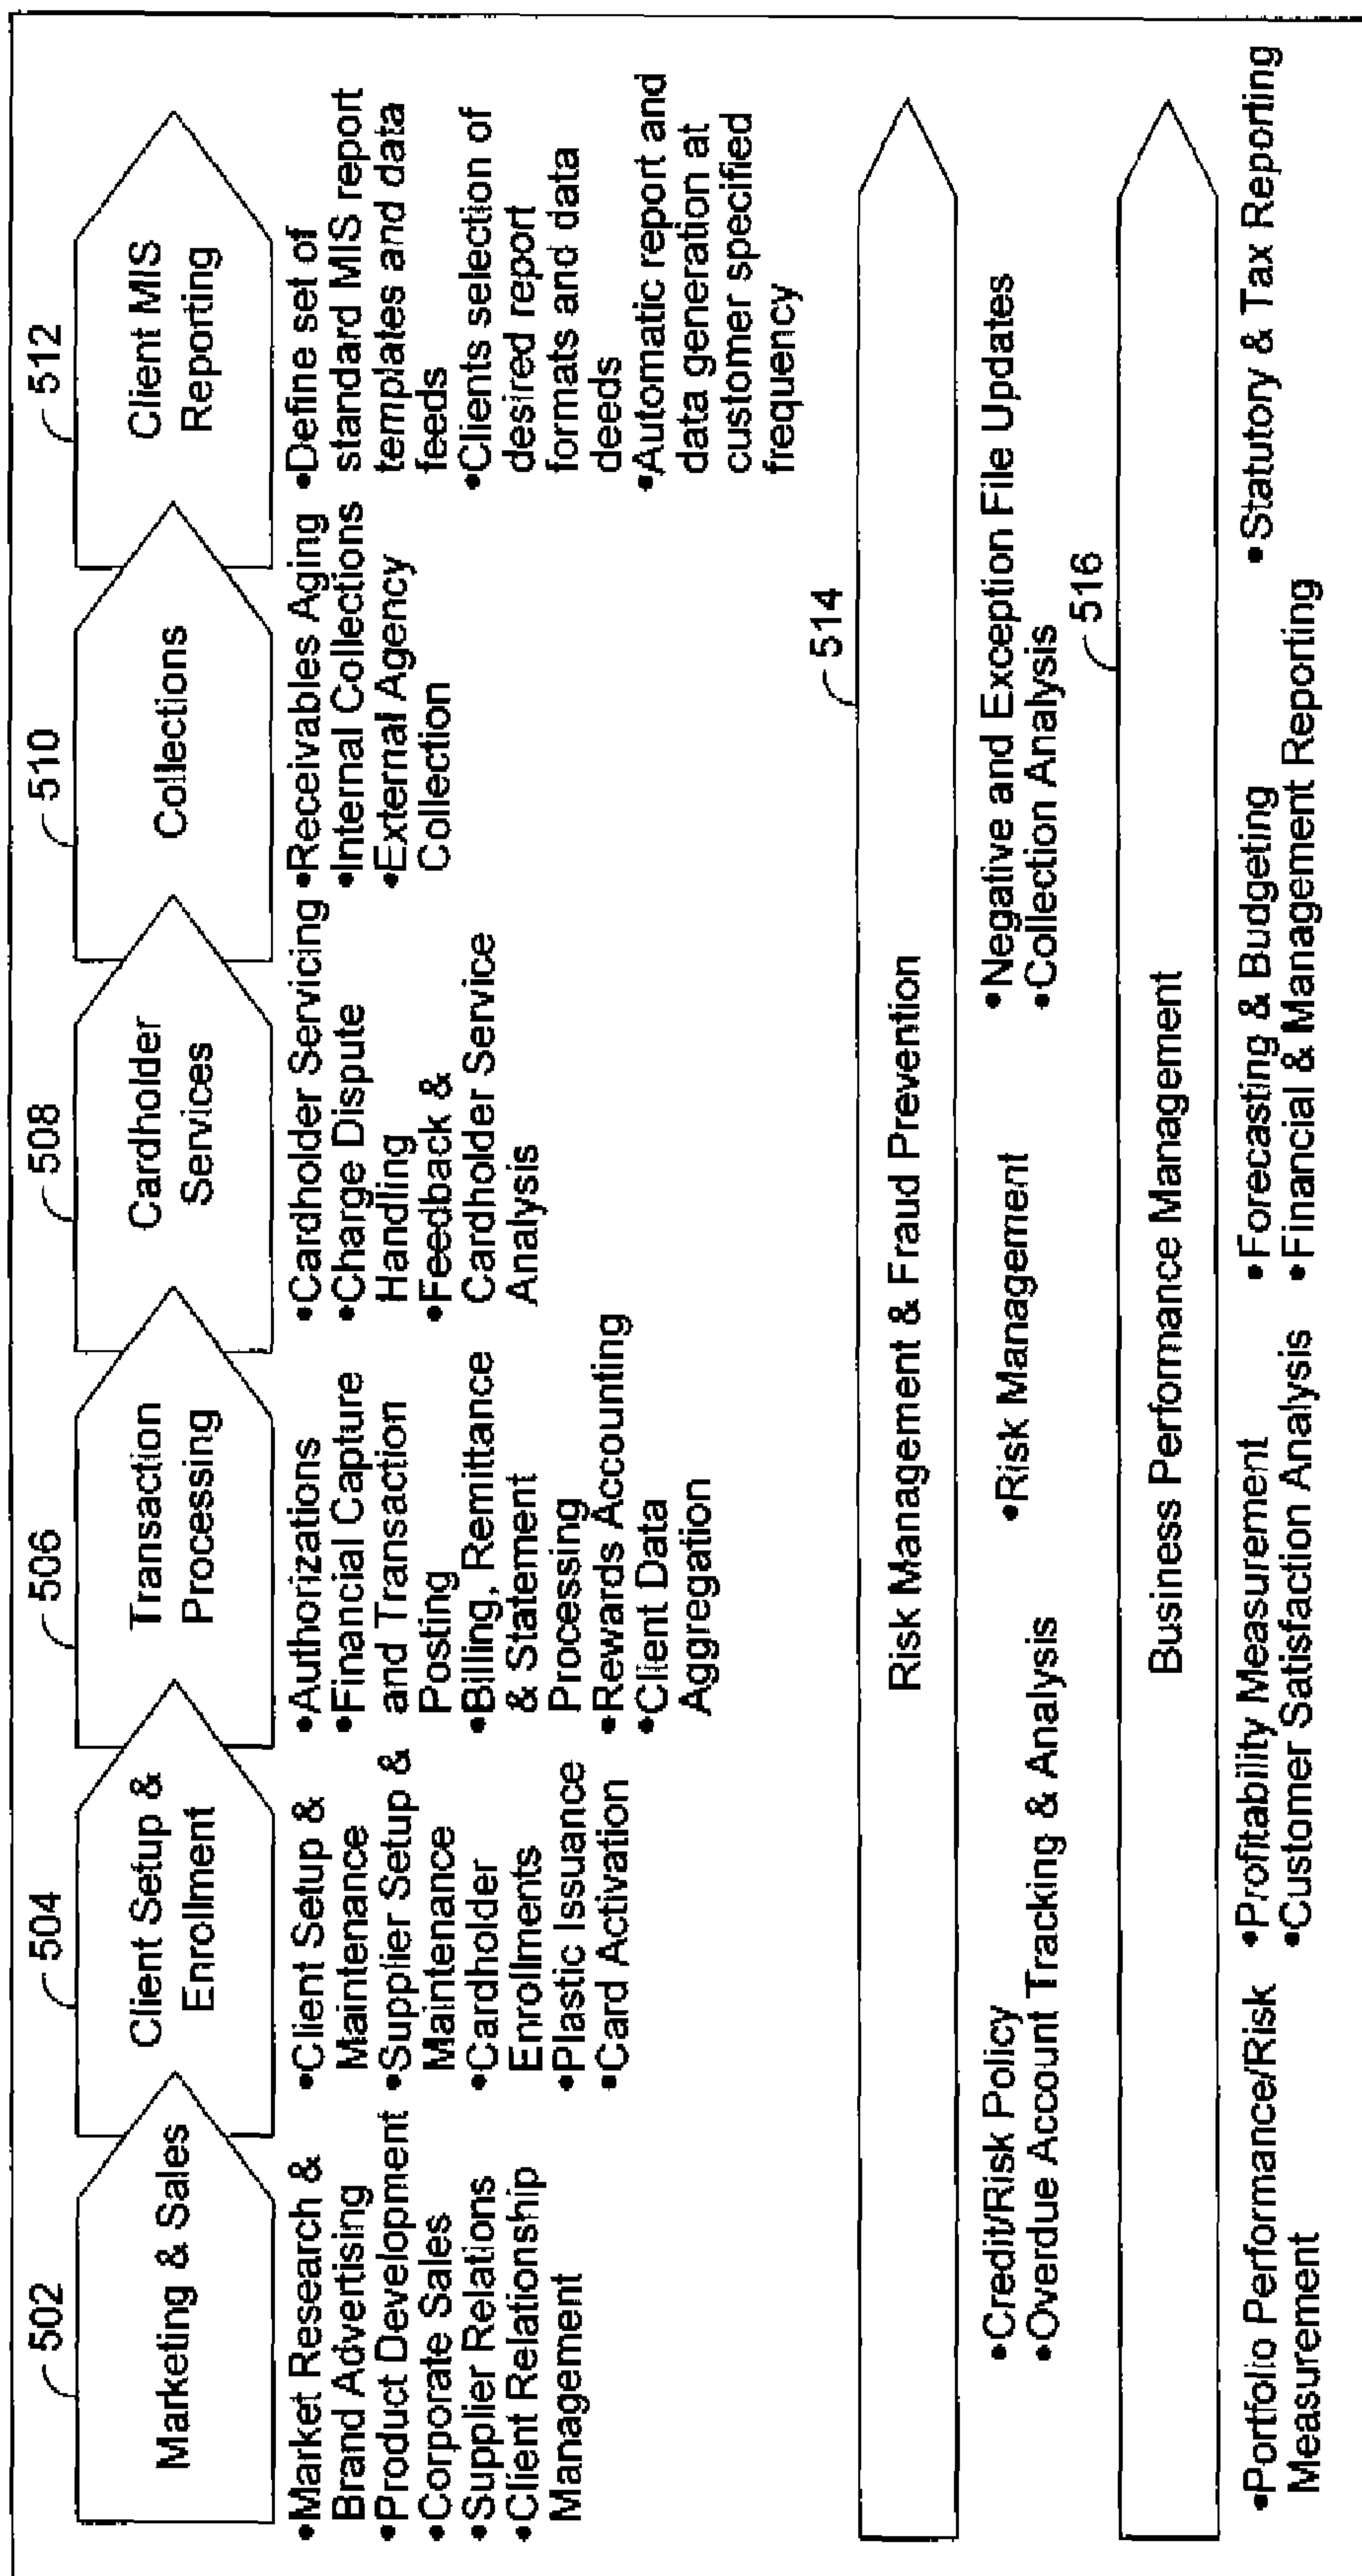 502
Marketing & Sales
•Market Research &
Brand Advertising
•Product Development
•Corporate Sales
•Supplier Relations
•Client Relationship
Management
504
Client Setup &
Enrollment
•Client Setup &
Maintenance
•Supplier Setup &
Maintenance
•Cardholder
Enrollments
•Plastic Issuance
•Card Activation
506
Transaction
Processing
•Authorizations
•Financial Capture
and Transaction
Posting
•Billing, Remittance
& Statement
Processing
•Rewards Accounting
•Client Data
Aggregation
508
Cardholder
Services
•Cardholder Servicing
•Charge Dispute
Handling
•Feedback &
Cardholder Service
Analysis
510
Collections
•Receivables Aging
•Internal Collections
•External Agency
Collection
512
Client MIS
Reporting
•Define set of
standard MIS report
templates and data
feeds
•Clients selection of
desired report
formats and data
deeds
•Automatic report and
data generation at
customer specified
frequency
514
Risk Management & Fraud Prevention
•Credit/Risk Policy
•Overdue Account Tracking & Analysis
•Risk Management
•Negative and Exception File Updates
•Collection Analysis
516
Business Performance Management
•Portfolio Performance/Risk
Measurement
•Profitability Measurement
•Customer Satisfaction Analysis
•Forecasting & Budgeting
•Financial & Management Reporting
•Statutory & Tax Reporting